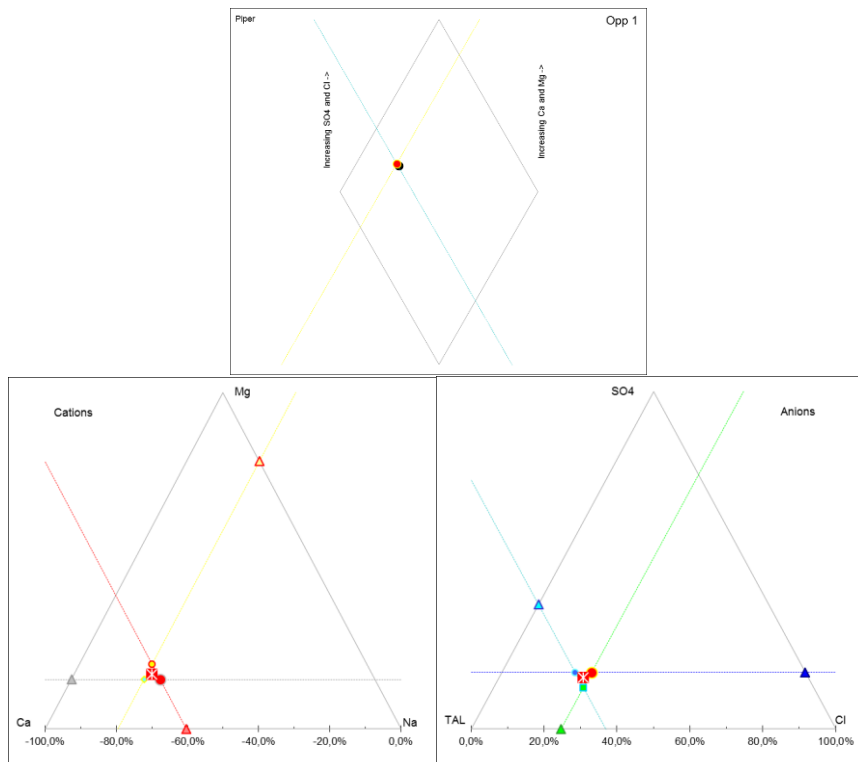 Piper
Opp 1
Increasing SO4 and Cl ->
Increasing Ca and Mg ->
Mg
Cations
Ca
Na
-100,0%
-80,0%
-60,0%
-40,0%
-20,0%
0,0%
SO4
Anions
TAL
Cl
0,0%
20,0%
40,0%
60,0%
80,0%
100,0%